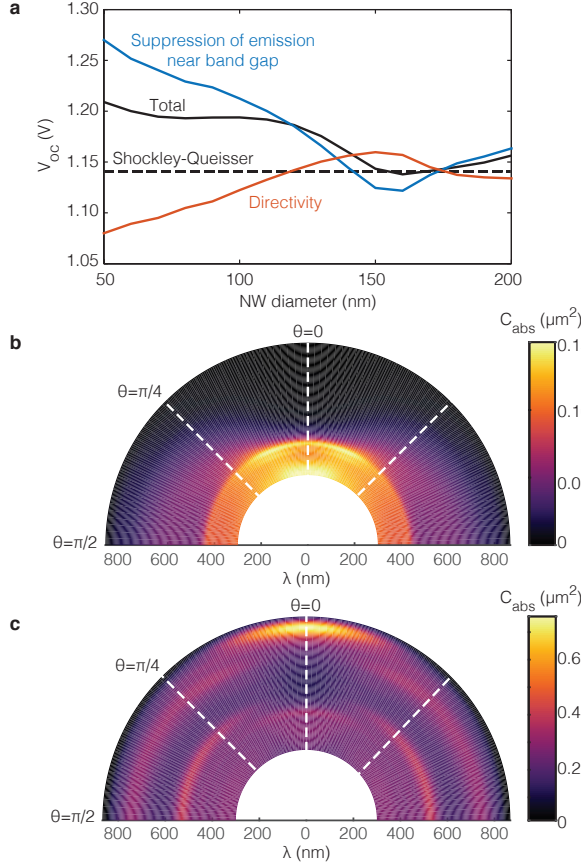 a
1.30
1.25
1.20
1.15
1.10
1.05
V_OC (V)
Suppression of emission
near band gap
Total
Shockley-Queisser
Directivity
50
100
150
200
NW diameter (nm)
b
θ=0
θ=π/4
θ=π/2
800 600 400 200 0 200 400 600 800
λ (nm)
C_abs (µm²)
0.1
0.1
0.0
0
c
θ=0
θ=π/4
θ=π/2
800 600 400 200 0 200 400 600 800
λ (nm)
C_abs (µm²)
0.6
0.4
0.2
0